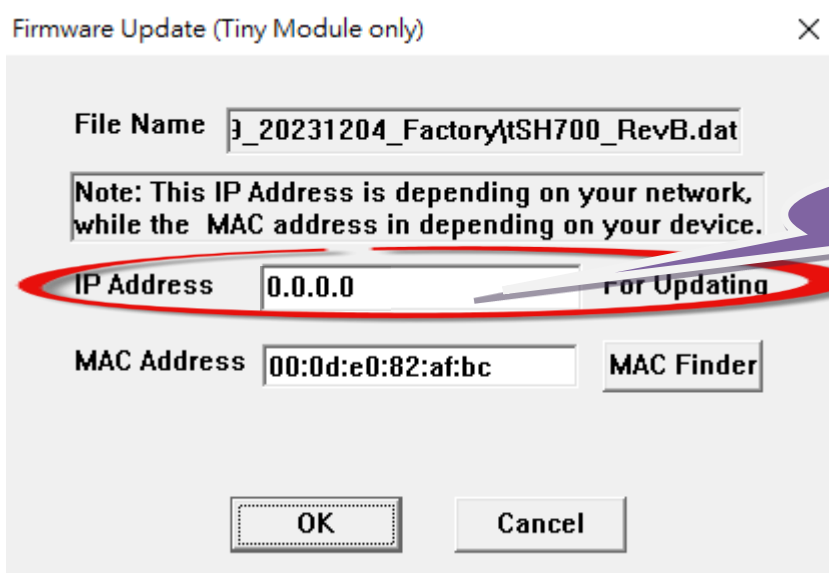 Firmware Update (Tiny Module only)
File Name
_20231204_Factory\tSH700_RevB.dat
Note: This IP Address is depending on your network,
while the MAC address in depending on your device.
IP Address 0.0.0.0 For Updating
MAC Address 00:0d:e0:82:af:bc MAC Finder
OK Cancel